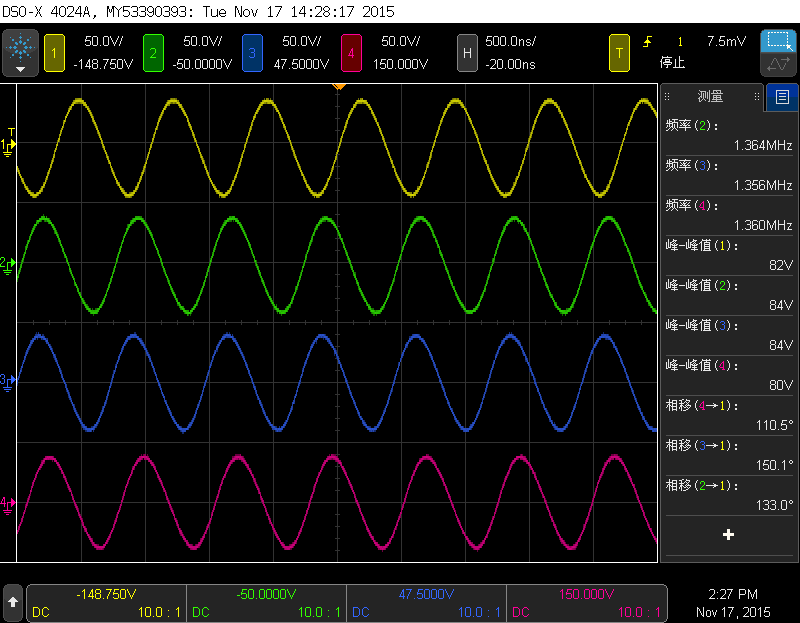 DSO-X 4024A, MY53390393: Tue Nov 17 14:28:17 2015
1 50.0V/ 2 50.0V/ 3 50.0V/ 4 50.0V/ H 500.0ns/ T 1 7.5mV
-148.750V -50.0000V 47.5000V 150.000V -20.00ns 停止
测量
频率(2):
1.364MHz
频率(3):
1.356MHz
频率(4):
1.360MHz
峰-峰值(1):
82V
峰-峰值(2):
84V
峰-峰值(3):
84V
峰-峰值(4):
80V
相移(4→1):
110.5°
相移(3→1):
150.1°
相移(2→1):
133.0°
T
1
2
3
4
-148.750V -50.0000V 47.5000V 150.000V
DC 10.0 : 1 DC 10.0 : 1 DC 10.0 : 1 DC 10.0 : 1
2:27 PM
Nov 17, 2015